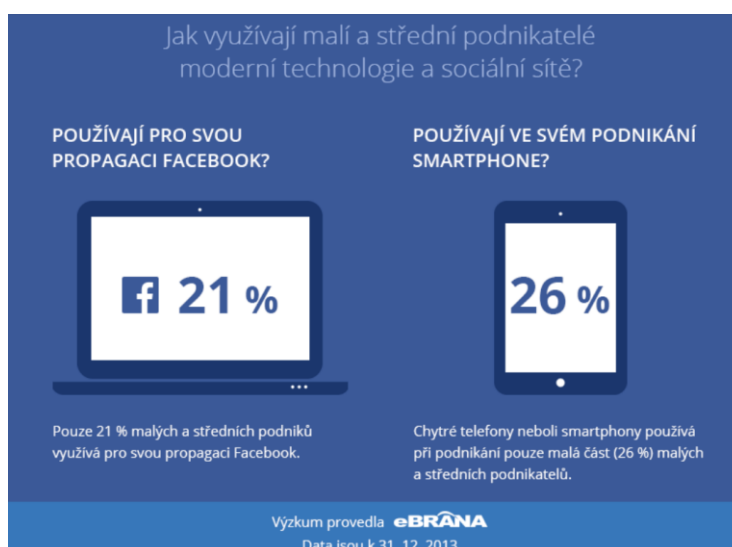 Jak využívají malí a střední podnikatelé
moderní technologie a sociální sítě?
POUŽÍVAJÍ PRO SVOU
PROPAGACI FACEBOOK?
21 %
Pouze 21 % malých a středních podniků
využívá pro svou propagaci Facebook.
POUŽÍVAJÍ VE SVÉM PODNIKÁNÍ
SMARTPHONE?
26 %
Chytré telefony neboli smartphony používá
při podnikání pouze malá část (26 %) malých
a středních podnikatelů.
Výzkum provedla eBRÁNA
Data jsou k 31. 12. 2013